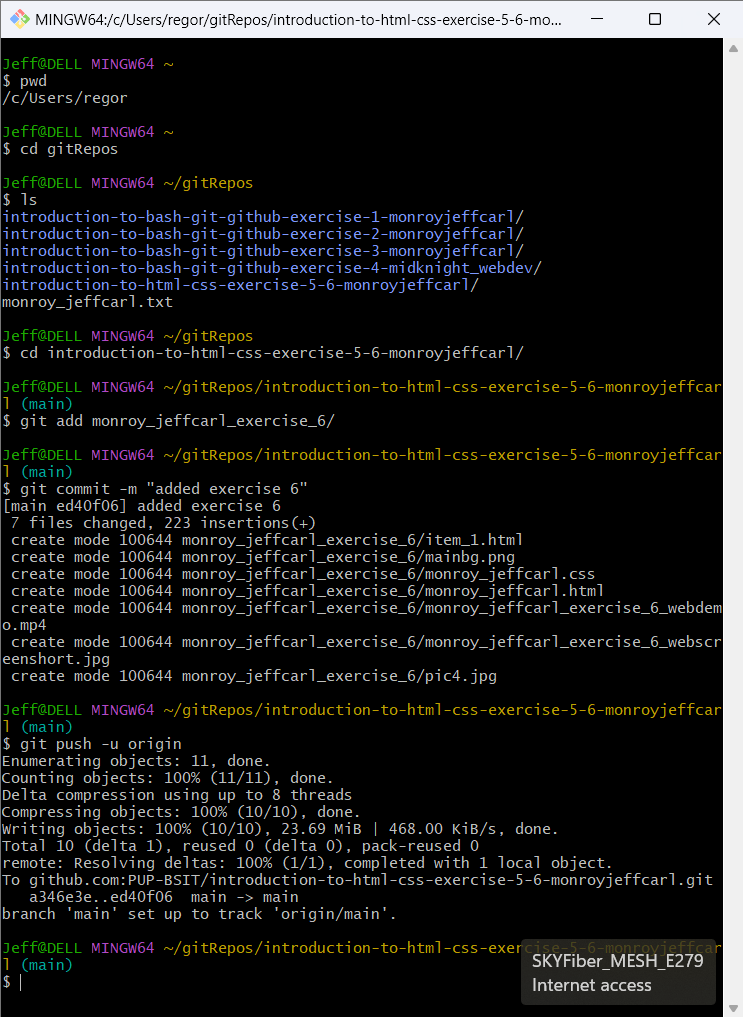 MINGW64:/c/Users/regor/gitRepos/introduction-to-html-css-exercise-5-6-mo...
Jeff@DELL MINGW64 ~
$ pwd
/c/Users/regor
Jeff@DELL MINGW64 ~
$ cd gitRepos
Jeff@DELL MINGW64 ~/gitRepos
$ ls
introduction-to-bash-git-github-exercise-1-monroyjeffcarl/
introduction-to-bash-git-github-exercise-2-monroyjeffcarl/
introduction-to-bash-git-github-exercise-3-monroyjeffcarl/
introduction-to-bash-git-github-exercise-4-midknight_webdev/
introduction-to-html-css-exercise-5-6-monroyjeffcarl/
monroy_jeffcarl.txt
Jeff@DELL MINGW64 ~/gitRepos
$ cd introduction-to-html-css-exercise-5-6-monroyjeffcarl/
Jeff@DELL MINGW64 ~/gitRepos/introduction-to-html-css-exercise-5-6-monroyjeffcar
l (main)
$ git add monroy_jeffcarl_exercise_6/
Jeff@DELL MINGW64 ~/gitRepos/introduction-to-html-css-exercise-5-6-monroyjeffcar
l (main)
$ git commit -m "added exercise 6"
[main ed40f06] added exercise 6
7 files changed, 223 insertions(+)
create mode 100644 monroy_jeffcarl_exercise_6/item_1.html
create mode 100644 monroy_jeffcarl_exercise_6/mainbg.png
create mode 100644 monroy_jeffcarl_exercise_6/monroy_jeffcarl.css
create mode 100644 monroy_jeffcarl_exercise_6/monroy_jeffcarl.html
create mode 100644 monroy_jeffcarl_exercise_6/monroy_jeffcarl_exercise_6_webdem
o.mp4
create mode 100644 monroy_jeffcarl_exercise_6/monroy_jeffcarl_exercise_6_webscr
eenshort.jpg
create mode 100644 monroy_jeffcarl_exercise_6/pic4.jpg
Jeff@DELL MINGW64 ~/gitRepos/introduction-to-html-css-exercise-5-6-monroyjeffcar
l (main)
$ git push -u origin
Enumerating objects: 11, done.
Counting objects: 100% (11/11), done.
Delta compression using up to 8 threads
Compressing objects: 100% (10/10), done.
Writing objects: 100% (10/10), 23.69 MiB | 468.00 KiB/s, done.
Total 10 (delta 1), reused 0 (delta 0), pack-reused 0
remote: Resolving deltas: 100% (1/1), completed with 1 local object.
To github.com:PUP-BSIT/introduction-to-html-css-exercise-5-6-monroyjeffcarl.git
a346e3e..ed40f06 main -> main
branch 'main' set up to track 'origin/main'.
Jeff@DELL MINGW64 ~/gitRepos/introduction-to-html-css-exercise-5-6-monroyjeffcar
l (main)
$
SKYFiber_MESH_E279
Internet access